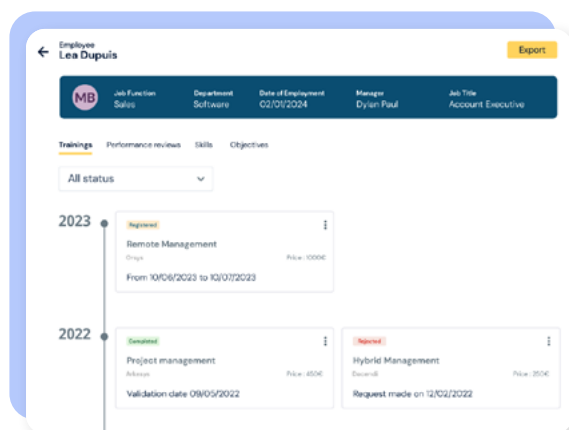 Employee
Lea Dupuis
Export
MB
Job Function
Sales
Department
Software
Date of Employment
02/01/2024
Manager
Dylan Paul
Job Title
Account Executive
Trainings Performance reviews Skills Objectives
All status
2023
Registered
Remote Management
Price : 1000€
From 10/06/2023 to 10/07/2023
2022
Completed
Project management
Price : 450€
Validation date 09/05/2022
Rejected
Hybrid Management
Price : 250€
Request made on 12/02/2022